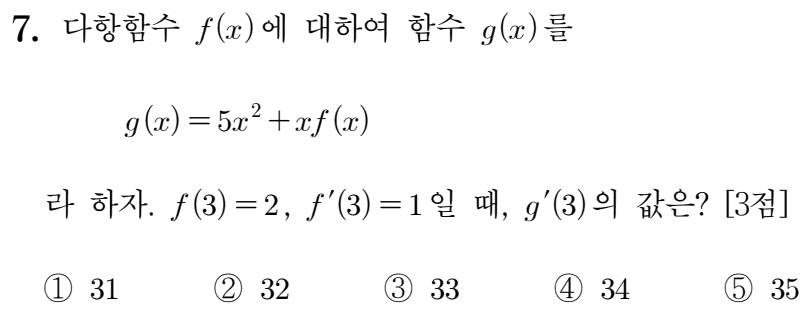 7. 다항함수 f(x)에 대하여 함수 g(x)를
g(x)=5x²+xf(x)
라 하자. f(3)=2, f′(3)=1일 때, g′(3)의 값은? [3점]
① 31 ② 32 ③ 33 ④ 34 ⑤ 35